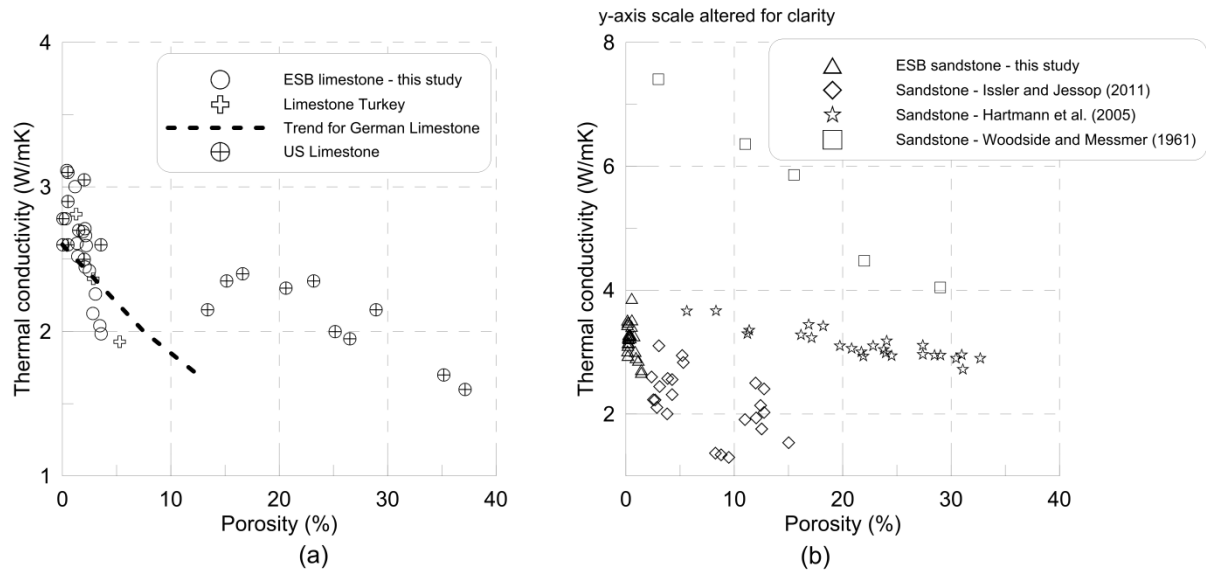 y-axis scale altered for clarity
4
3
2
1
Thermal conductivity (W/mK)
ESB limestone - this study
Limestone Turkey
Trend for German Limestone
US Limestone
0
10
20
30
40
Porosity (%)
(a)
8
6
4
2
Thermal conductivity (W/mK)
ESB sandstone - this study
Sandstone - Issler and Jessop (2011)
Sandstone - Hartmann et al. (2005)
Sandstone - Woodside and Messmer (1961)
0
10
20
30
40
Porosity (%)
(b)